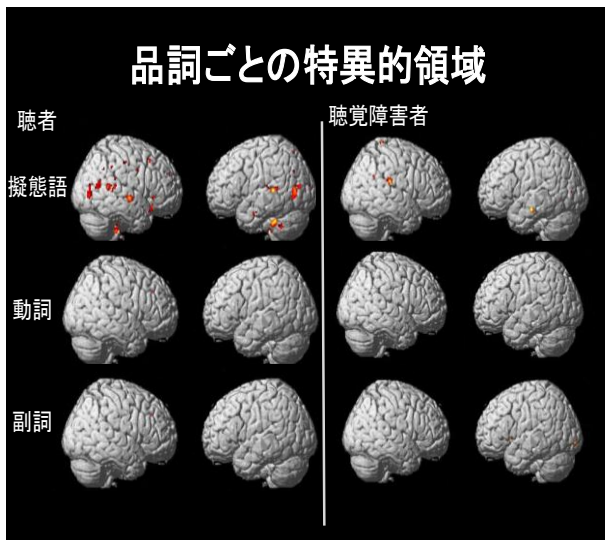 品詞ごとの特異的領域
聴者
聴覚障害者
擬態語
動詞
副詞